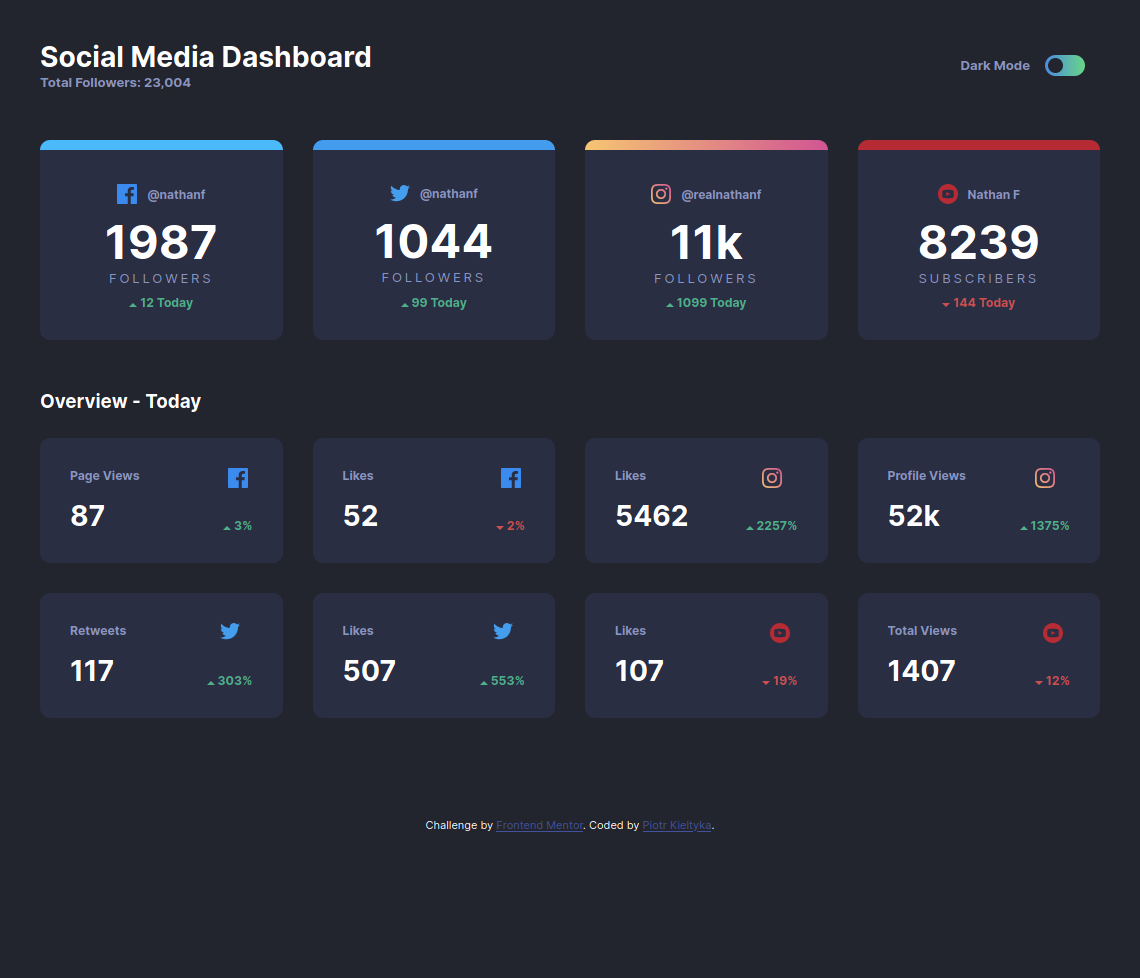 Social Media Dashboard
Total Followers: 23,004
Dark Mode
@nathanf
1987
FOLLOWERS
12 Today
@nathanf
1044
FOLLOWERS
99 Today
@realnathanf
11k
FOLLOWERS
1099 Today
Nathan F
8239
SUBSCRIBERS
144 Today
Overview - Today
Page Views
87
3%
Likes
52
2%
Likes
5462
2257%
Profile Views
52k
1375%
Retweets
117
303%
Likes
507
553%
Likes
107
19%
Total Views
1407
12%
Challenge by Frontend Mentor. Coded by Piotr Kieltyka.